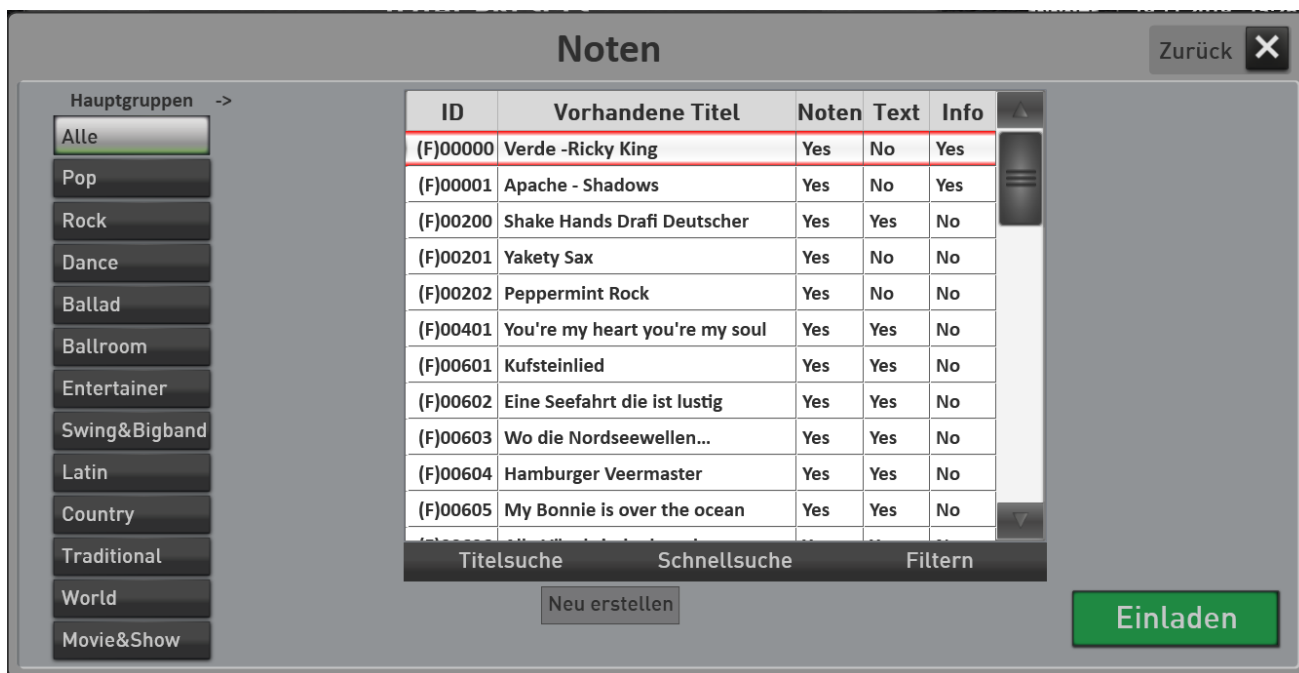 Noten
Zurück
Hauptgruppen ->
Alle
Pop
Rock
Dance
Ballad
Ballroom
Entertainer
Swing&Bigband
Latin
Country
Traditional
World
Movie&Show
ID Vorhandene Titel Noten Text Info
(F)00000 Verde -Ricky King Yes No Yes
(F)00001 Apache - Shadows Yes No Yes
(F)00200 Shake Hands Drafi Deutscher Yes Yes No
(F)00201 Yakety Sax Yes No No
(F)00202 Peppermint Rock Yes No No
(F)00401 You're my heart you're my soul Yes Yes No
(F)00601 Kufsteinlied Yes Yes No
(F)00602 Eine Seefahrt die ist lustig Yes Yes No
(F)00603 Wo die Nordseewellen... Yes Yes No
(F)00604 Hamburger Veermaster Yes Yes No
(F)00605 My Bonnie is over the ocean Yes Yes No
Titelsuche Schnellsuche Filtern
Neu erstellen
Einladen